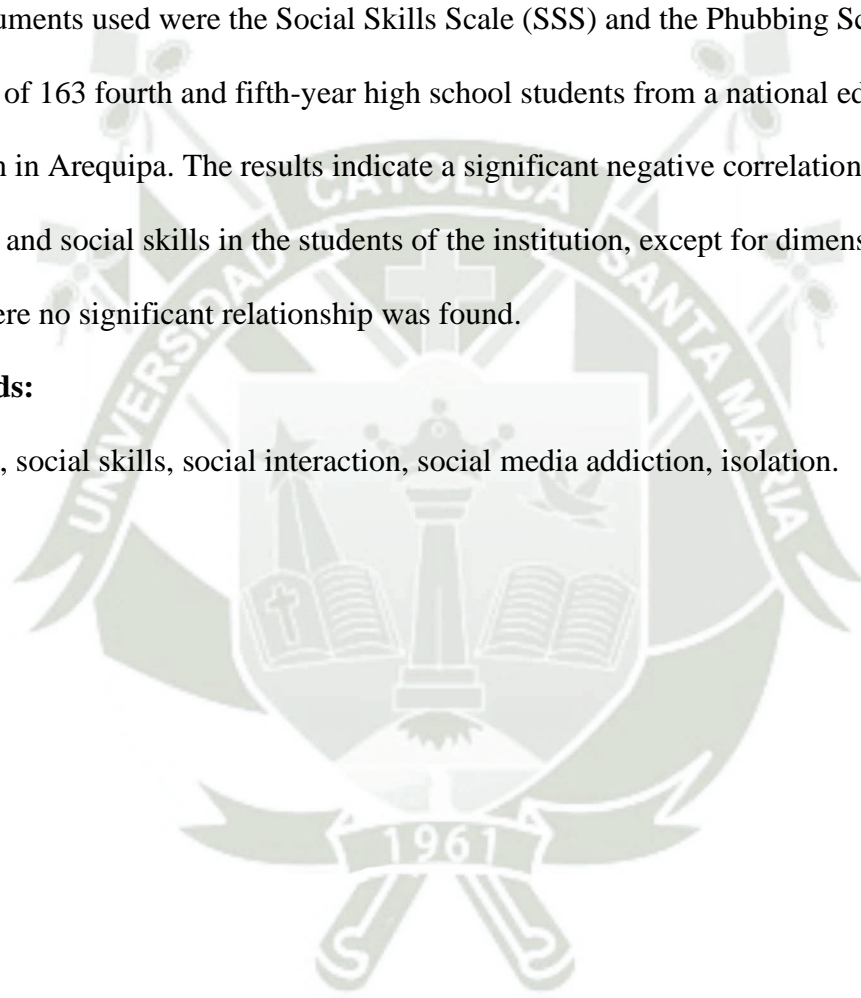 uments used were the Social Skills Scale (SSS) and the Phubbing Sc
of 163 fourth and fifth-year high school students from a national ed
n in Arequipa. The results indicate a significant negative correlation
and social skills in the students of the institution, except for dimens
ere no significant relationship was found.
ds:
, social skills, social interaction, social media addiction, isolation.
UNIVERSIDAD CATOLICA SANTA MARIA
1961